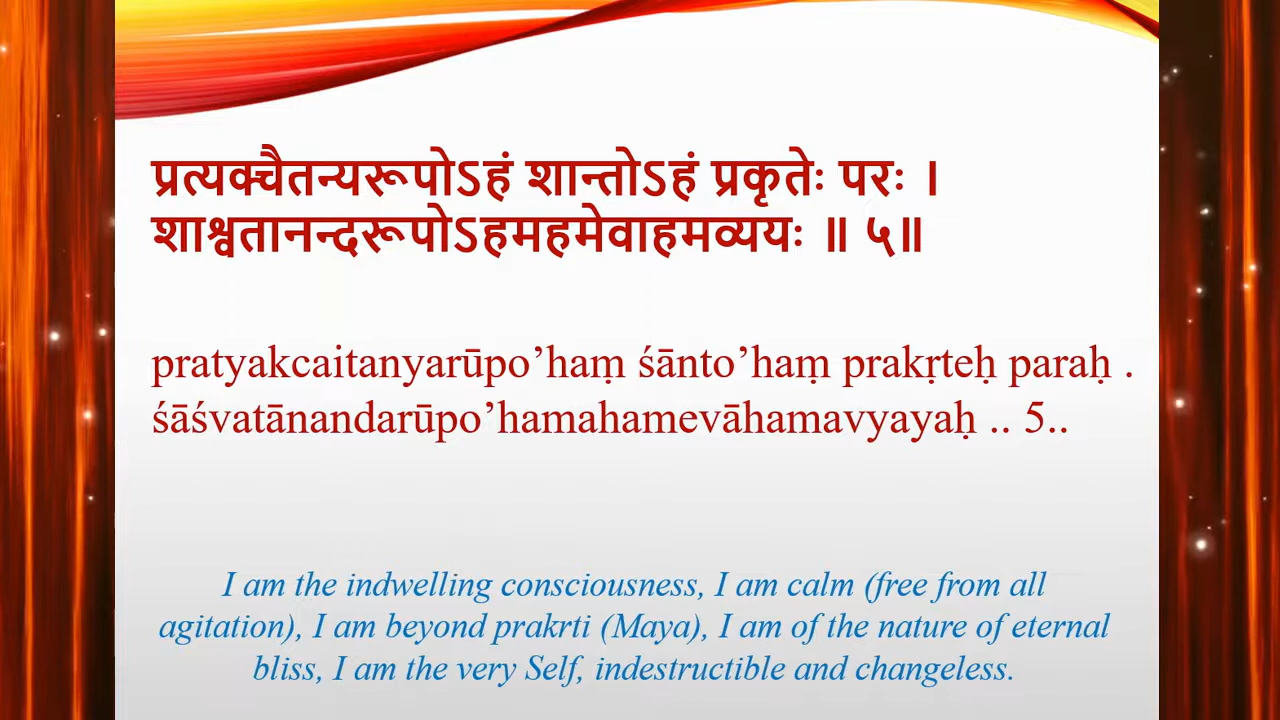 प्रत्यक्चैतन्यरूपोऽहं शान्तोऽहं प्रकृतेः परः ।
शाश्वतानन्दरूपोऽहमहमेवाहमव्ययः ॥ ५॥
pratyakcaitanyarūpo’haṃ śānto’haṃ prakṛteḥ paraḥ .
śāśvatānandarūpo’hamahamevāhamavyayaḥ .. 5..
I am the indwelling consciousness, I am calm (free from all
agitation), I am beyond prakrti (Maya), I am of the nature of eternal
bliss, I am the very Self, indestructible and changeless.